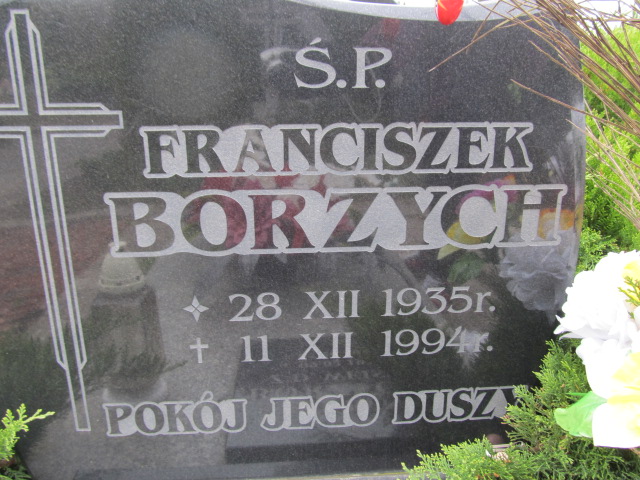 Ś.P.
FRANCISZEK
BORZYCH
28 XII 1935r.
† 11 XII 1994r.
POKÓJ JEGO DUSZY